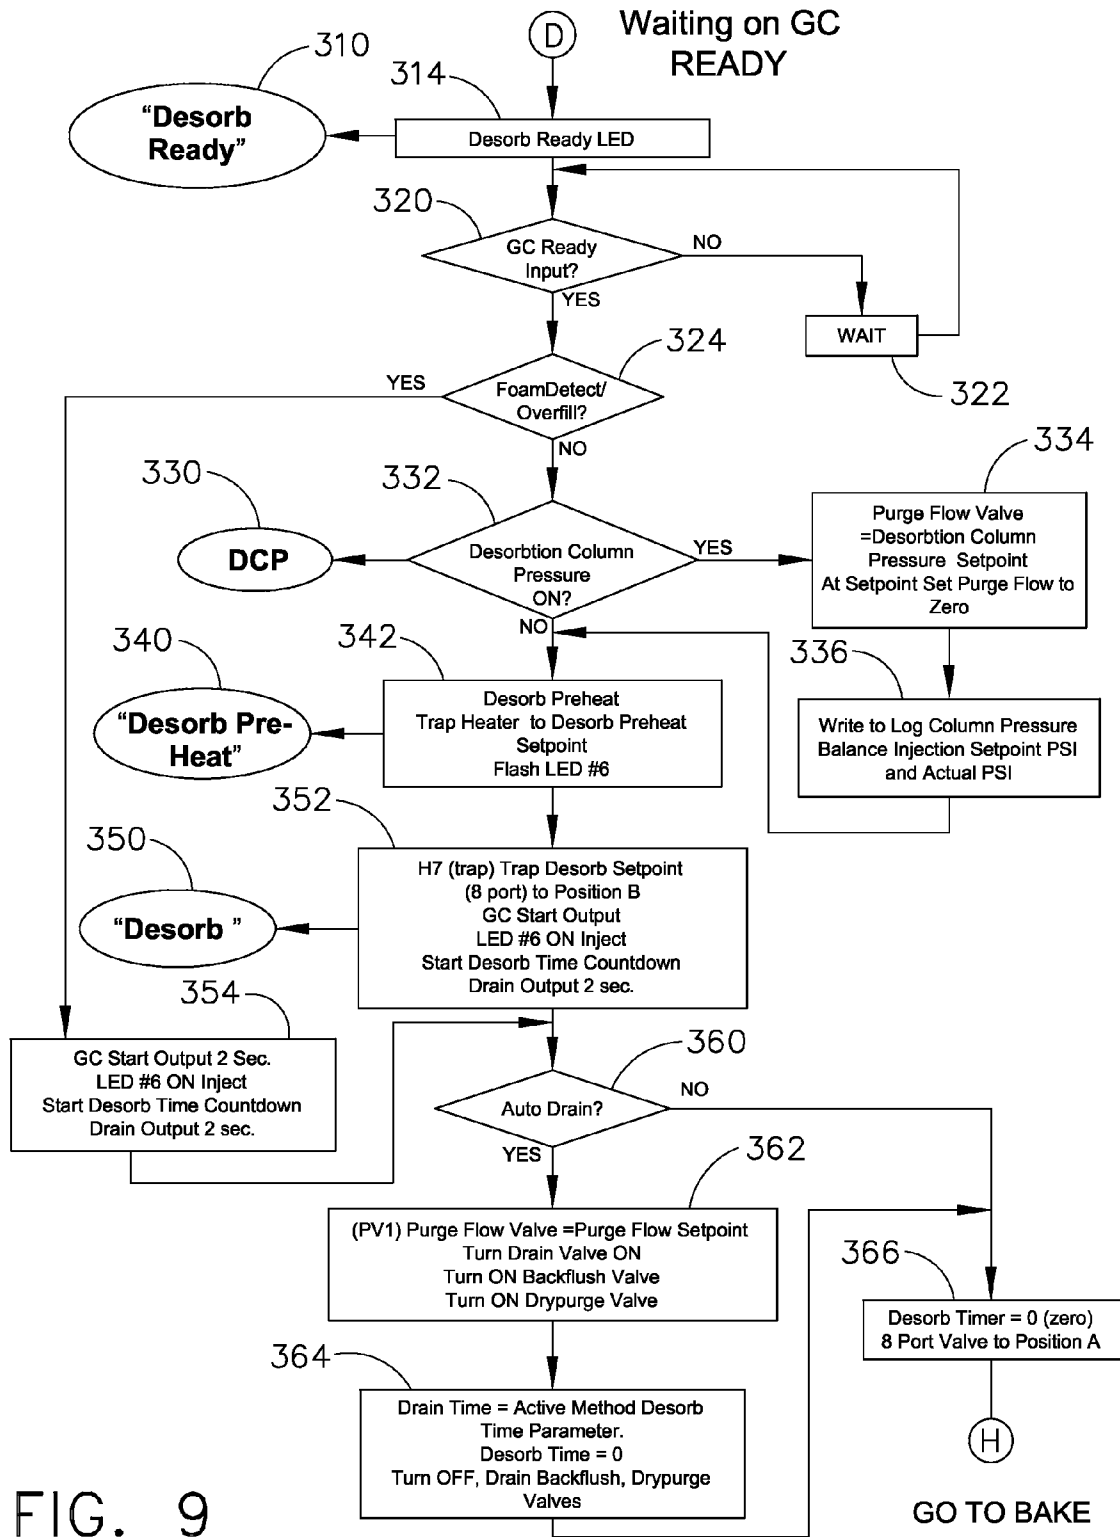 D
Waiting on GC
READY
310
314
"Desorb
Ready"
Desorb Ready LED
320
GC Ready
Input?
NO
YES
WAIT
322
324
YES
FoamDetect/
Overfill?
NO
330
332
334
DCP
Desorbtion Column
Pressure
ON?
YES
NO
Purge Flow Valve
=Desorbtion Column
Pressure Setpoint
At Setpoint Set Purge Flow to
Zero
336
Write to Log Column Pressure
Balance Injection Setpoint PSI
and Actual PSI
340
342
"Desorb Pre-
Heat"
Desorb Preheat
Trap Heater to Desorb Preheat
Setpoint
Flash LED #6
350
352
"Desorb "
H7 (trap) Trap Desorb Setpoint
(8 port) to Position B
GC Start Output
LED #6 ON Inject
Start Desorb Time Countdown
Drain Output 2 sec.
354
GC Start Output 2 Sec.
LED #6 ON Inject
Start Desorb Time Countdown
Drain Output 2 sec.
360
Auto Drain?
NO
YES
362
(PV1) Purge Flow Valve =Purge Flow Setpoint
Turn Drain Valve ON
Turn ON Backflush Valve
Turn ON Drypurge Valve
364
Drain Time = Active Method Desorb
Time Parameter.
Desorb Time = 0
Turn OFF, Drain Backflush, Drypurge
Valves
366
Desorb Timer = 0 (zero)
8 Port Valve to Position A
H
GO TO BAKE
FIG. 9